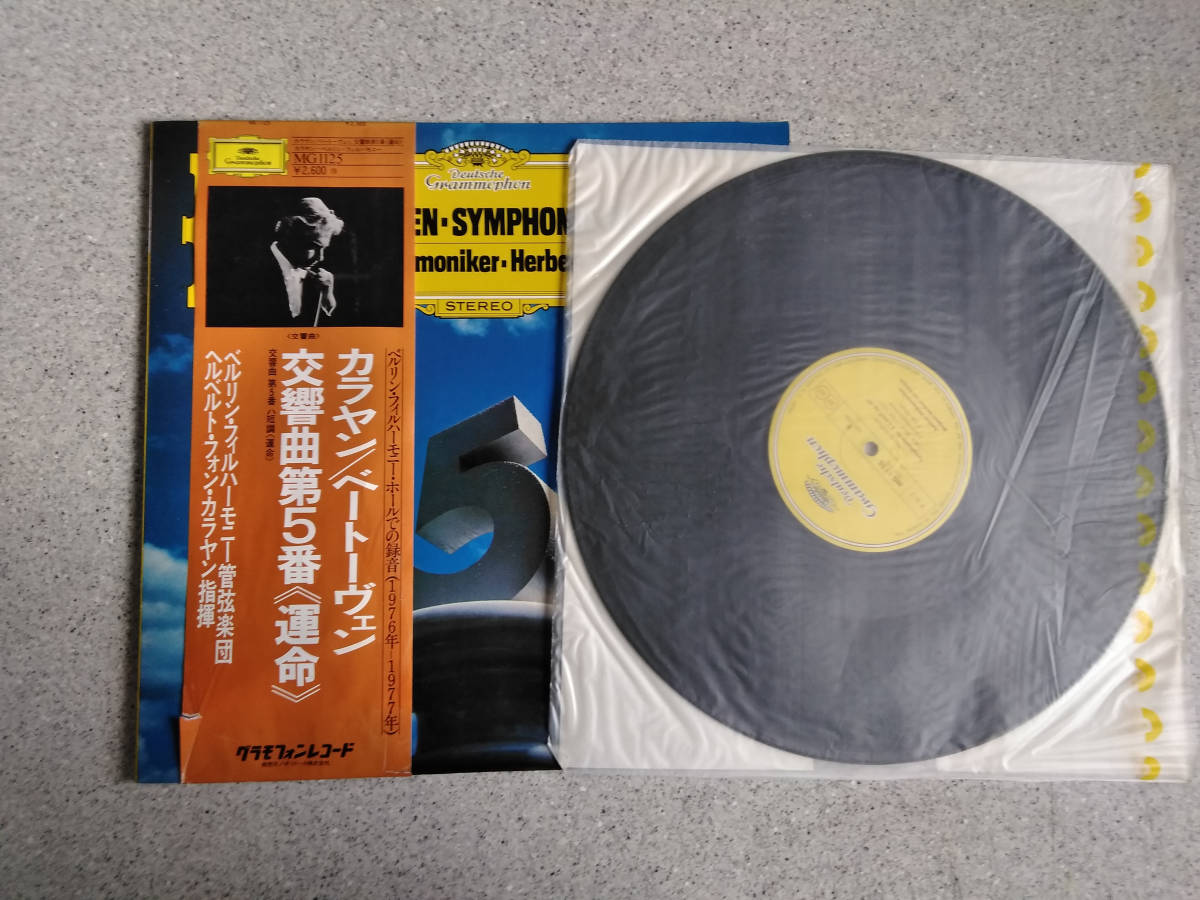 Deutsche
Grammophon
MG1125
¥2,600
《交響曲》
ベルリン・フィルハーモニー・ホールでの録音(1976年−1977年)
カラヤン/ベートーヴェン
交響曲第5番《運命》
交響曲 第5番 ハ短調《運命》
ベルリン・フィルハーモニー管弦楽団
ヘルベルト・フォン・カラヤン指揮
グラモフォンレコード
Deutsche
Grammophon
EN·SYMPHON
moniker·Herbe
STEREO
5
Deutsche
Grammophon